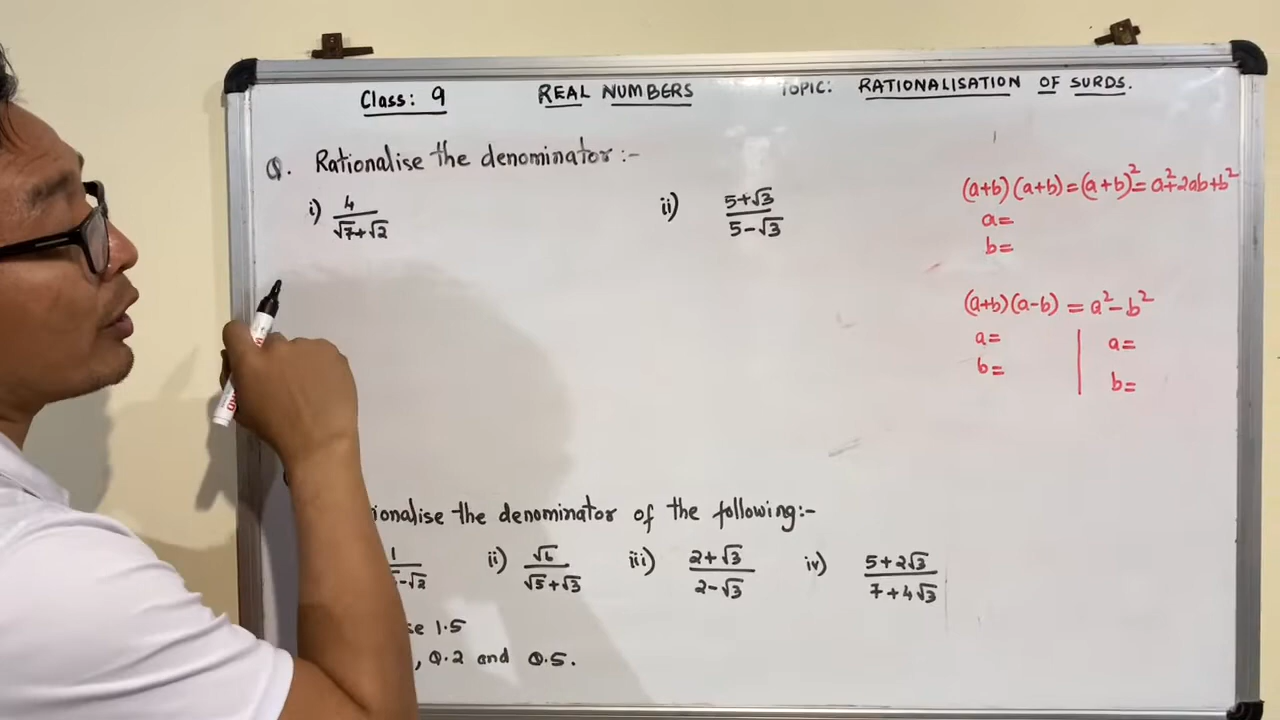 Class: 9 REAL NUMBERS TOPIC: RATIONALISATION OF SURDS.
Q. Rationalise the denominator:-
i) 4/(√7+√2) ii) (5+√3)/(5-√3)
(a+b)(a+b) = (a+b)² = a²+2ab+b²
a=
b=
(a+b)(a-b) = a²-b²
a= a=
b= b=
the denominator of the following:-
ii) √6/(√5+√3) iii) (2+√3)/(2-√3) iv) (5+2√3)/(7+4√3)
1.5
, Q.2 and Q.5.